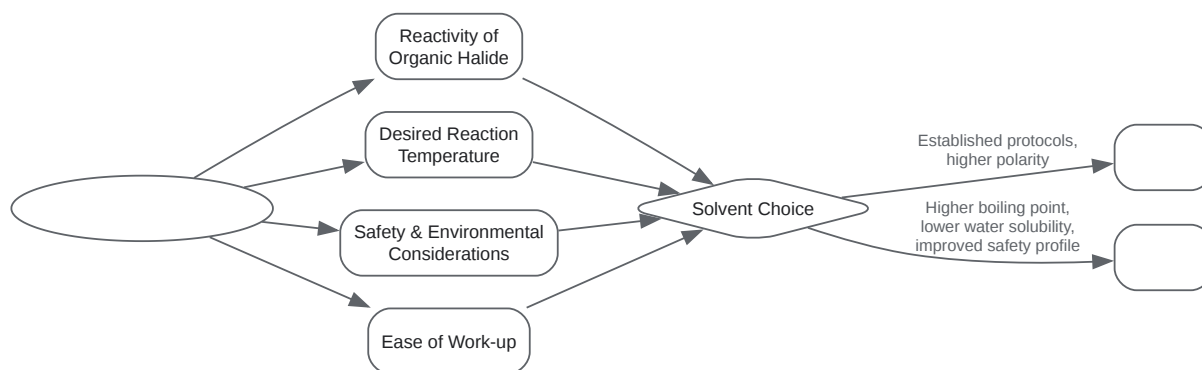 Reactivity of
Organic Halide
Desired Reaction
Temperature
Safety & Environmental
Considerations
Ease of Work-up
Solvent Choice
Established protocols,
higher polarity
Higher boiling point,
lower water solubility,
improved safety profile